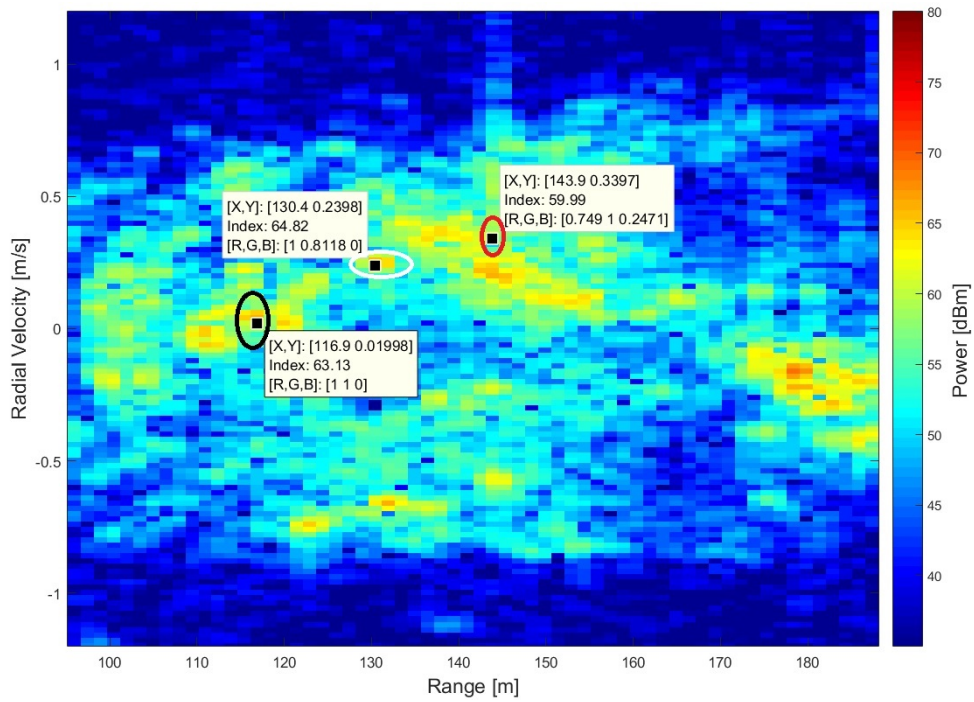 [X,Y]: [143.9 0.3397]
Index: 59.99
[R,G,B]: [0.749 1 0.2471]
[X,Y]: [130.4 0.2398]
Index: 64.82
[R,G,B]: [1 0.8118 0]
[X,Y]: [116.9 0.01998]
Index: 63.13
[R,G,B]: [1 1 0]
1
0.5
0
-0.5
-1
Radial Velocity [m/s]
100 110 120 130 140 150 160 170 180
Range [m]
80
75
70
65
60
55
50
45
40
Power [dBm]